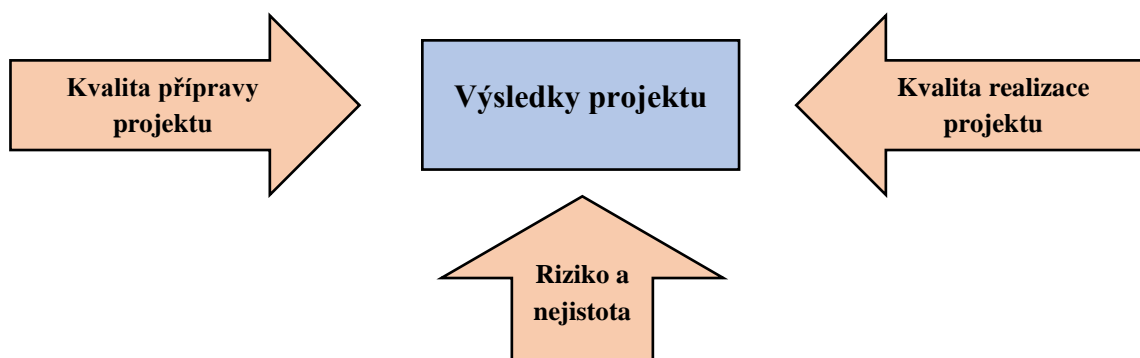 Kvalita přípravy
projektu
Výsledky projektu
Kvalita realizace
projektu
Riziko a
nejistota